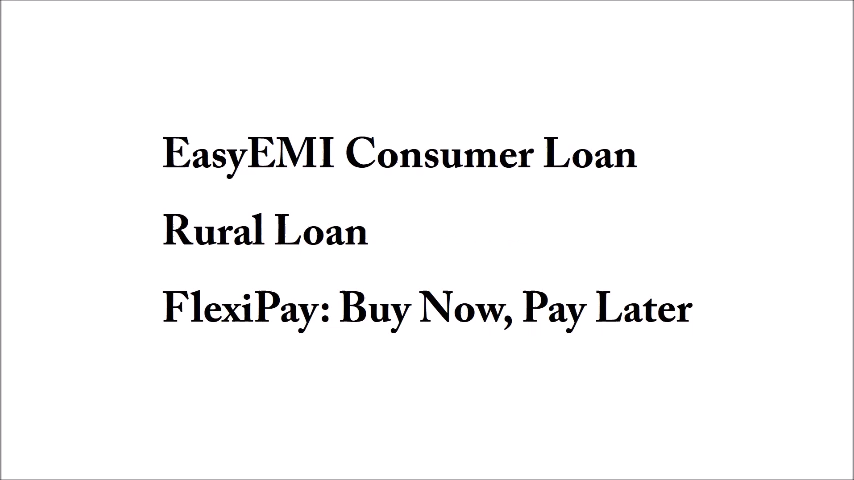 EasyEMI Consumer Loan
Rural Loan
FlexiPay: Buy Now, Pay Later